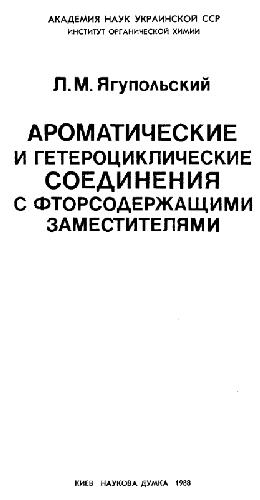 АКАДЕМИЯ НАУК УКРАИНСКОЙ ССР
ИНСТИТУТ ОРГАНИЧЕСКОЙ ХИМИИ
Л. М. Ягупольский
АРОМАТИЧЕСКИЕ
И ГЕТЕРОЦИКЛИЧЕСКИЕ
СОЕДИНЕНИЯ
С ФТОРСОДЕРЖАЩИМИ
ЗАМЕСТИТЕЛЯМИ
КИЕВ НАУКОВА ДУМКА 1988